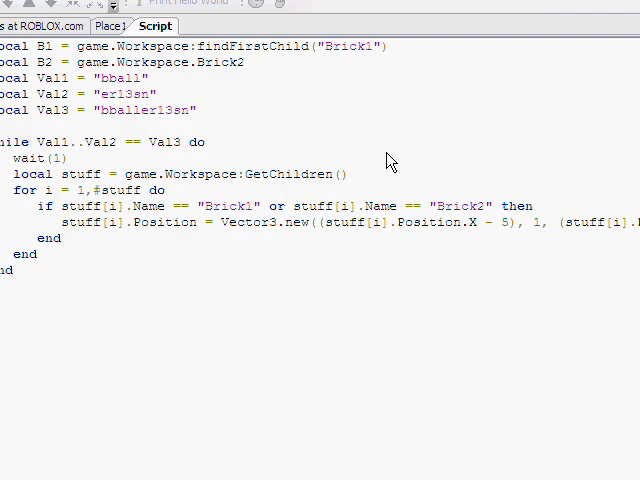 Print Hello World
s at ROBLOX.com Place1 Script
ocal B1 = game.Workspace:findFirstChild("Brick1")
ocal B2 = game.Workspace.Brick2
ocal Val1 = "bball"
ocal Val2 = "er13sn"
ocal Val3 = "bballer13sn"
hile Val1..Val2 == Val3 do
wait(1)
local stuff = game.Workspace:GetChildren()
for i = 1,#stuff do
if stuff[i].Name == "Brick1" or stuff[i].Name == "Brick2" then
stuff[i].Position = Vector3.new((stuff[i].Position.X - 5), 1, (stuff[i].
end
end
nd